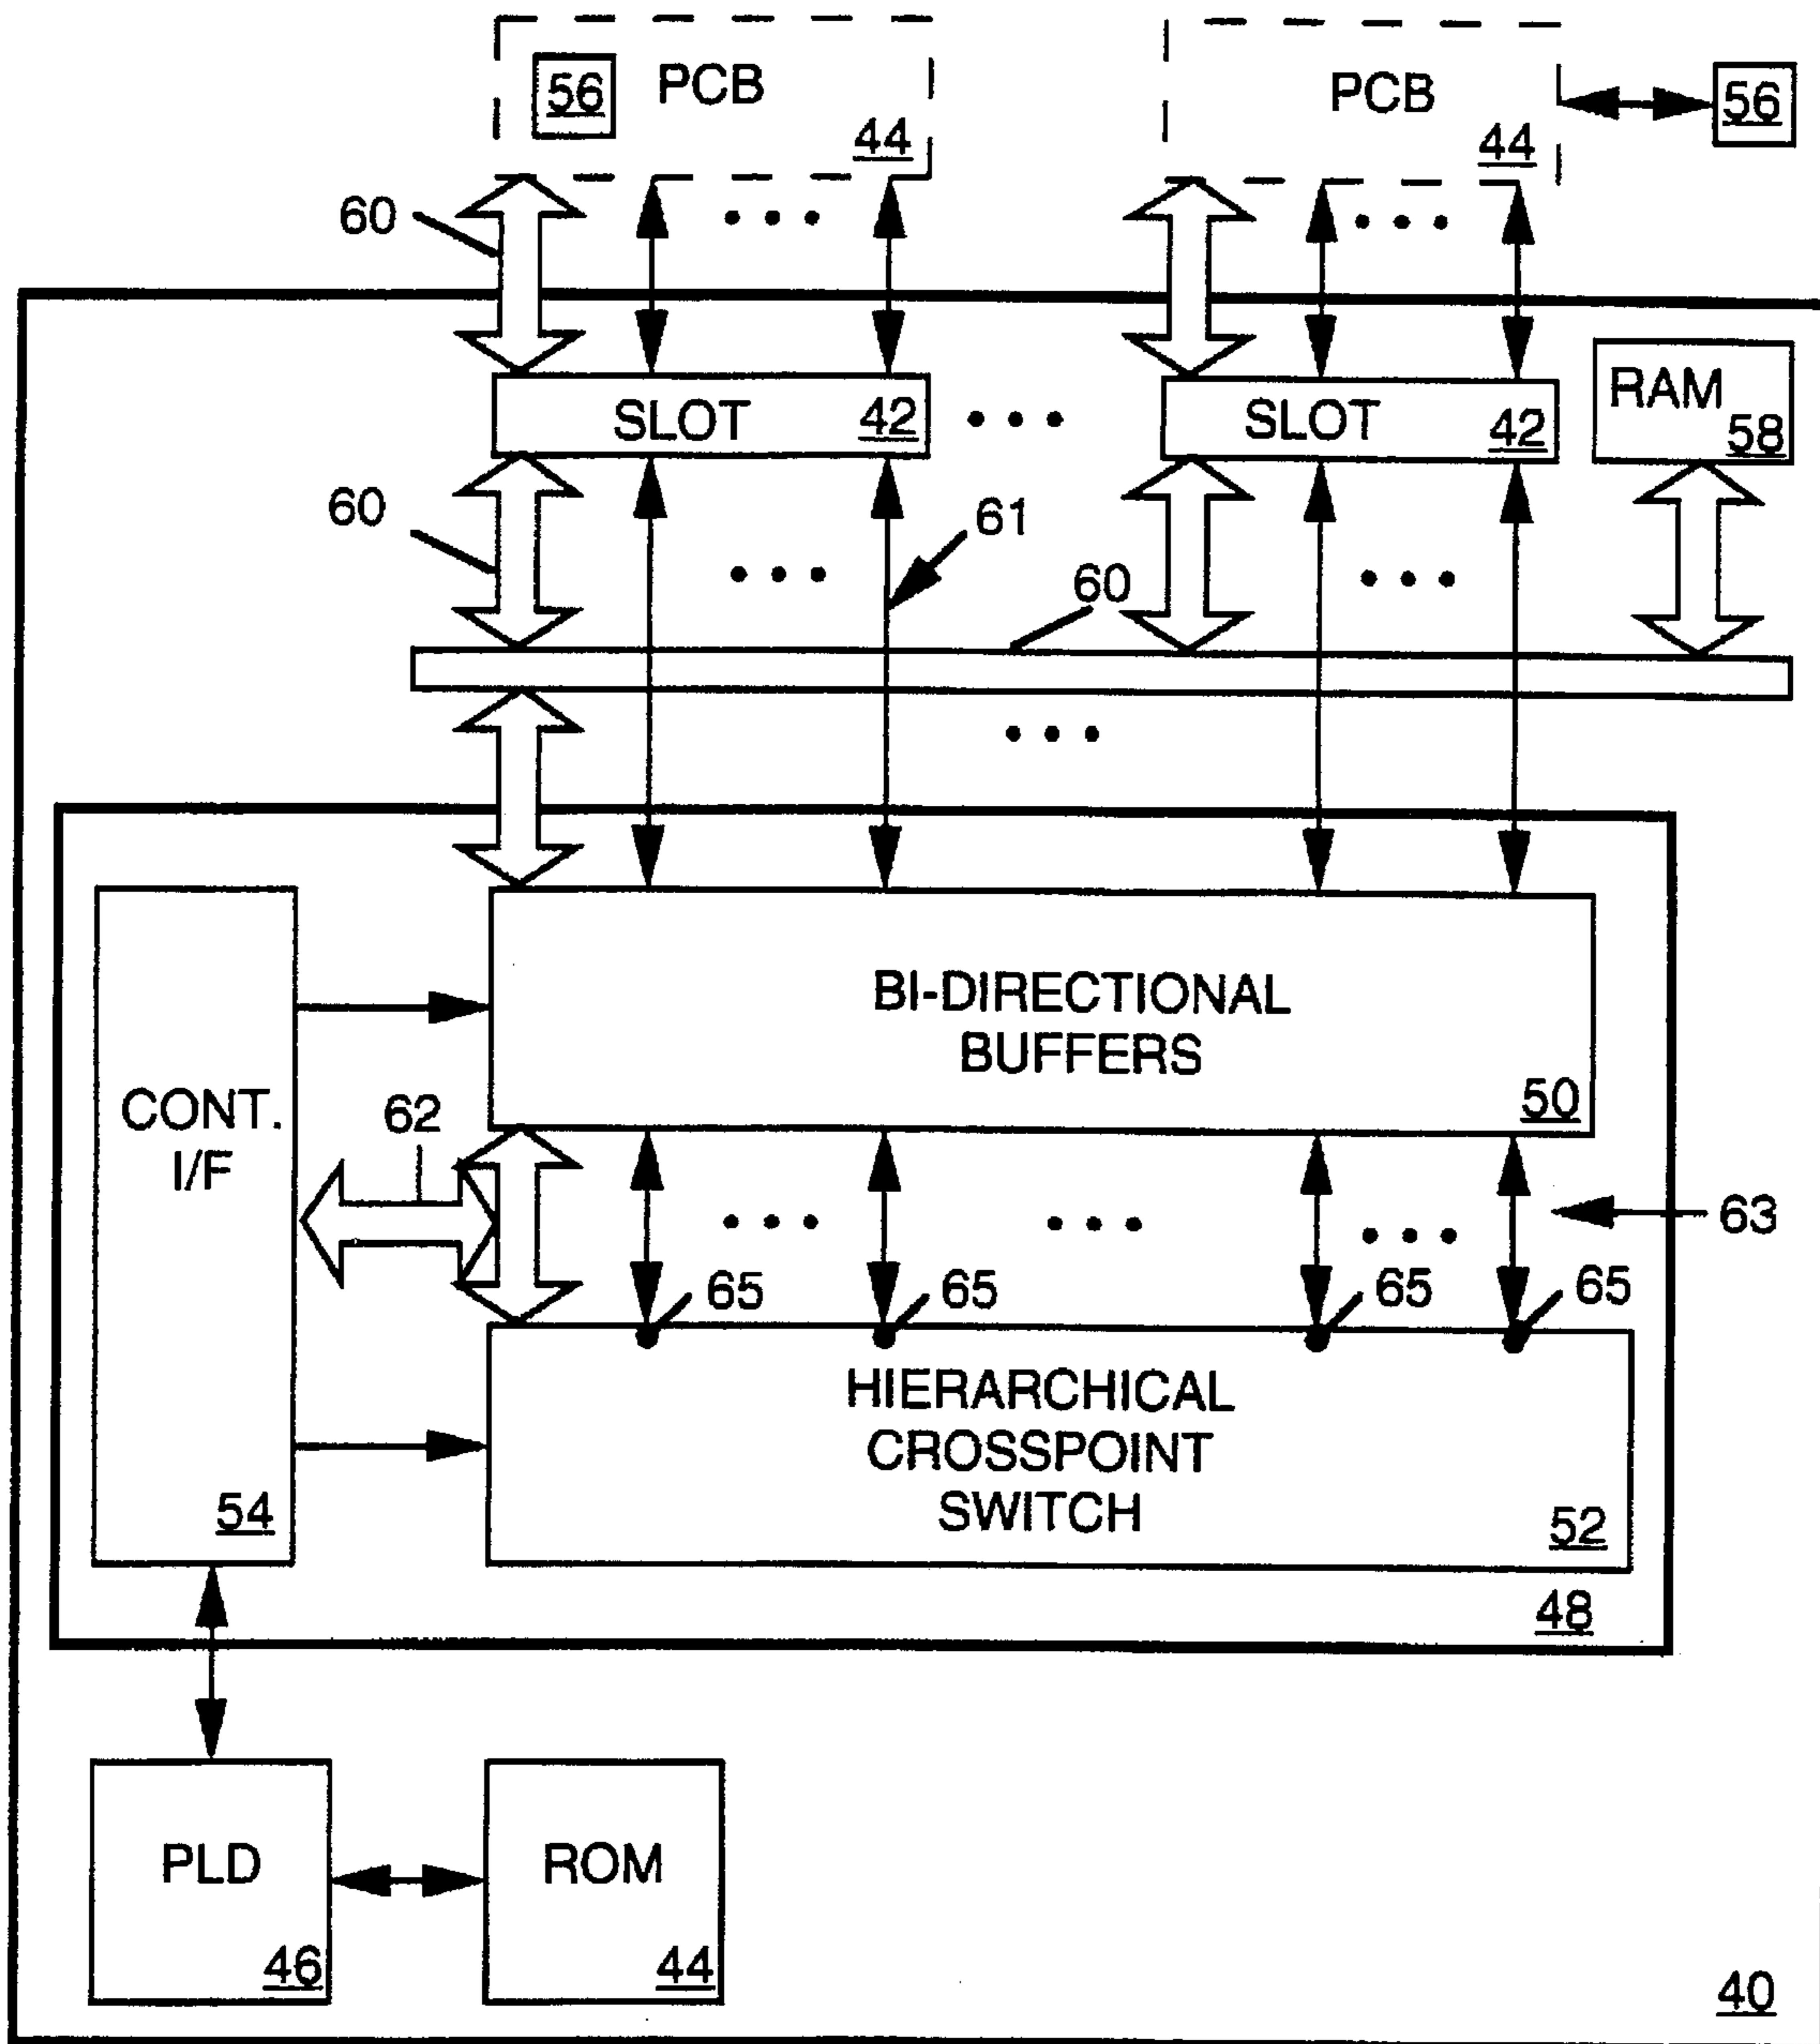 56 PCB 44
PCB 44 56
60
SLOT 42
SLOT 42
RAM 58
60
61
60
BI-DIRECTIONAL
BUFFERS
50
CONT.
I/F
54
62
63
65
65
65
65
HIERARCHICAL
CROSSPOINT
SWITCH
52
48
PLD
46
ROM
44
40